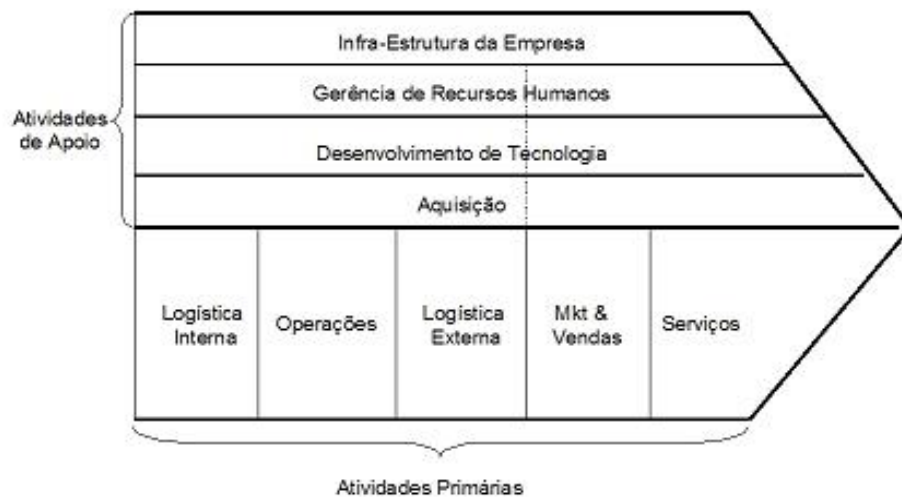 Infra-Estrutura da Empresa
Gerência de Recursos Humanos
Atividades
de Apoio
Desenvolvimento de Tecnologia
Aquisição
Logística
Interna
Operações
Logística
Externa
Mkt &
Vendas
Serviços
Atividades Primárias